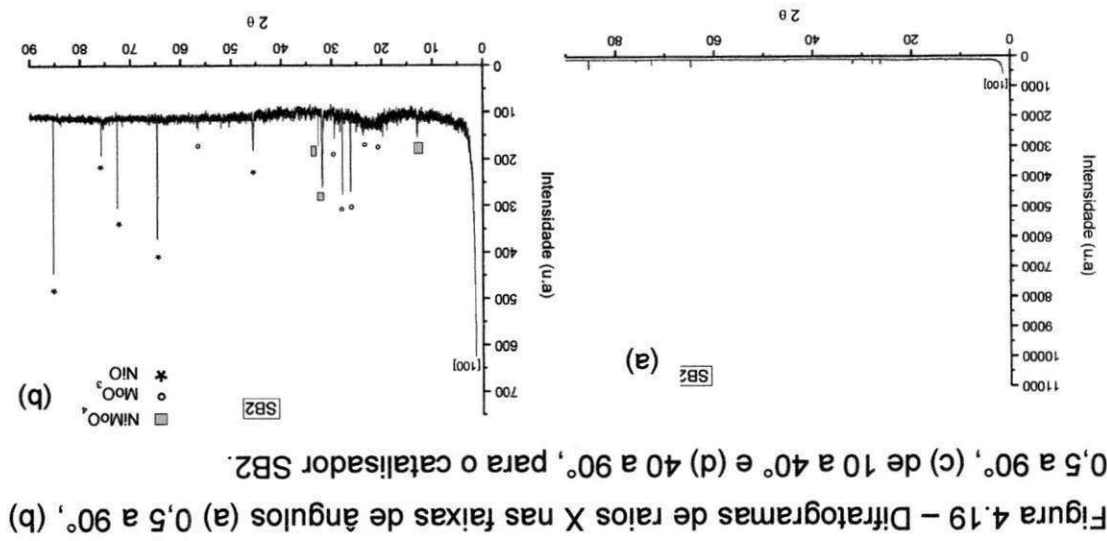 Figura 4.19 – Difratogramas de raios X nas faixas de ângulos (a) 0,5 a 90°, (b)
0,5 a 90°, (c) de 10 a 40° e (d) 40 a 90°, para o catalisador SB2.
SB2
(a)
11000
10000
9000
8000
7000
6000
5000
4000
3000
2000
1000
0
Intensidade (u.a)
[100]
0 20 40 60 80
2 θ
SB2
(b)
NiMoO4
MoO3
NiO
700
600
500
400
300
200
100
0
Intensidade (u.a)
[100]
0 10 20 30 40 50 60 70 80 90
2 θ